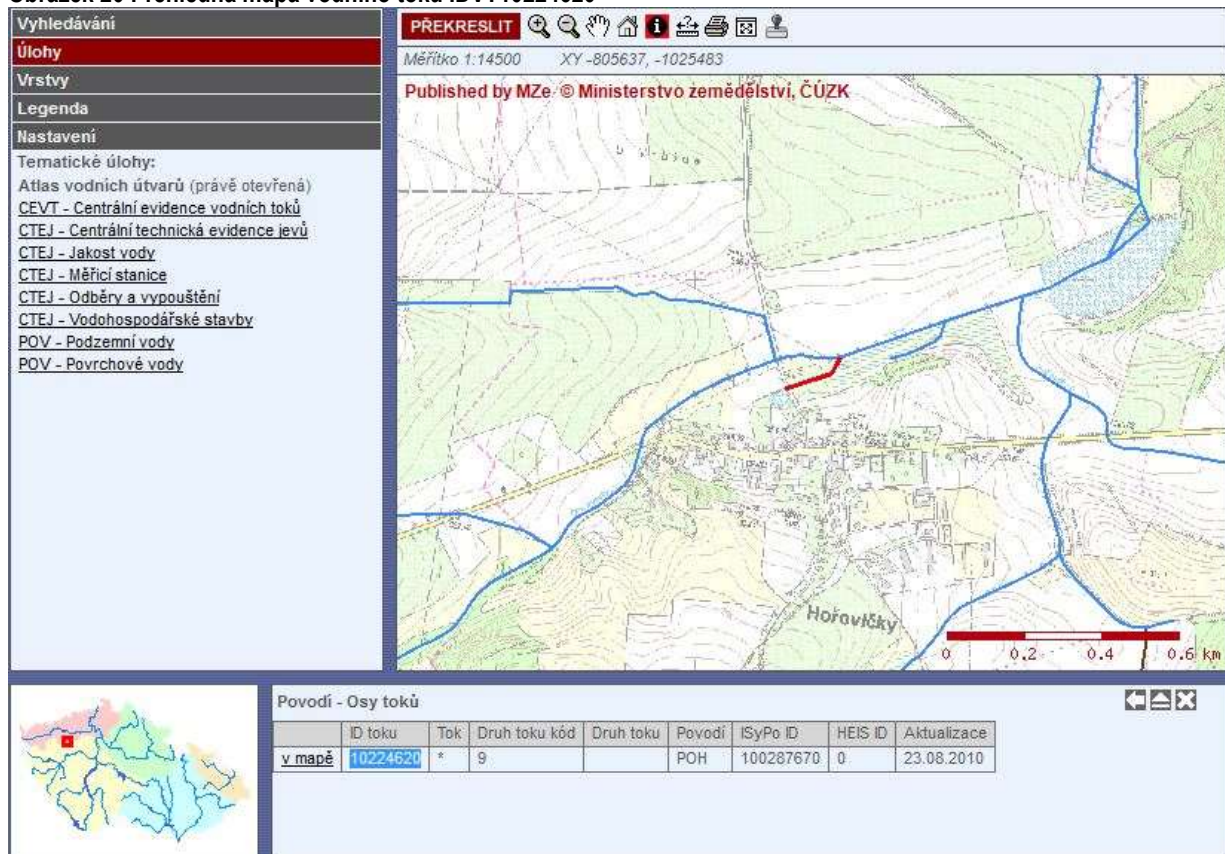 Vyhledávání
Úlohy
Vrstvy
Legenda
Nastavení
Tematické úlohy:
Atlas vodních útvarů (právě otevřená)
CEVT - Centrální evidence vodních toků
CTEJ - Centrální technická evidence jevů
CTEJ - Jakost vody
CTEJ - Měřicí stanice
CTEJ - Odběry a vypouštění
CTEJ - Vodohospodářské stavby
POV - Podzemní vody
POV - Povrchové vody
PŘEKRESLIT
Měřítko 1:14500 XY -805637, -1025483
Published by MZe © Ministerstvo zemědělství, ČÚZK
Hořovičky
0 0.2 0.4 0.6 km
Povodí - Osy toků
ID toku Tok Druh toku kód Druh toku Povodí ISyPo ID HEIS ID Aktualizace
v mapě 10224620 * 9 POH 100287670 0 23.08.2010